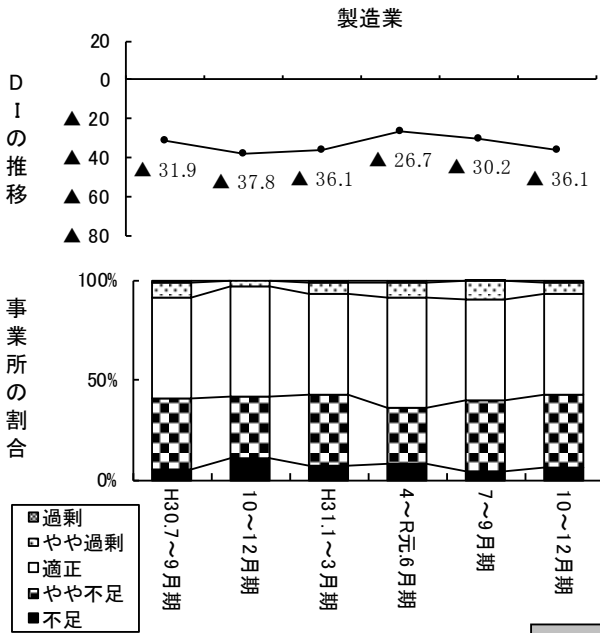 製造業
DIの推移
20
0
▲ 20
▲ 40
▲ 60
▲ 80
▲ 31.9
▲ 37.8
▲ 36.1
▲ 26.7
▲ 30.2
▲ 36.1
事業所の割合
100%
50%
0%
H30.7～9月期
10～12月期
H31.1～3月期
4～R元.6月期
7～9月期
10～12月期
過剰
やや過剰
適正
やや不足
不足